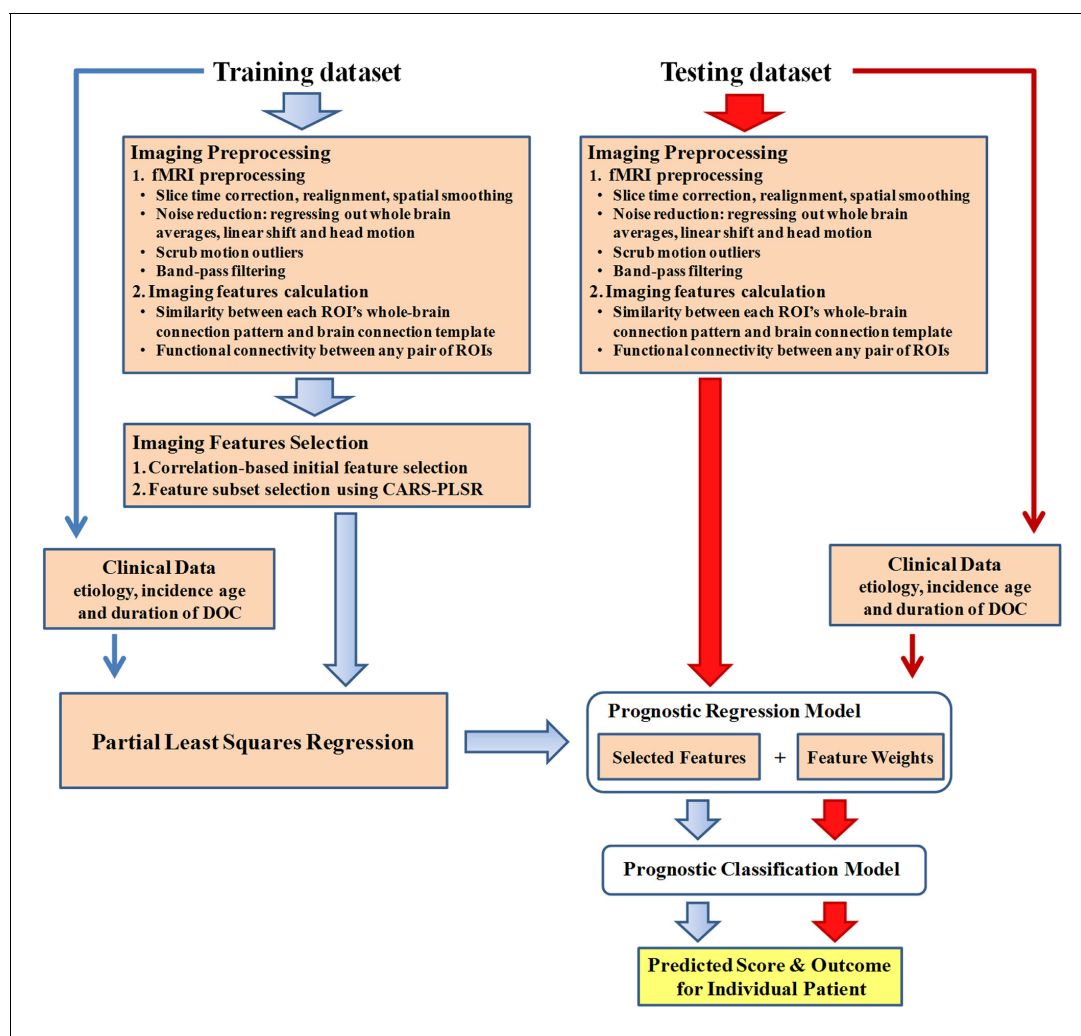 Training dataset
Imaging Preprocessing
1. fMRI preprocessing
• Slice time correction, realignment, spatial smoothing
• Noise reduction: regressing out whole brain
averages, linear shift and head motion
• Scrub motion outliers
• Band-pass filtering
2. Imaging features calculation
• Similarity between each ROI's whole-brain
connection pattern and brain connection template
• Functional connectivity between any pair of ROIs
Imaging Features Selection
1. Correlation-based initial feature selection
2. Feature subset selection using CARS-PLSR
Clinical Data
etiology, incidence age
and duration of DOC
Partial Least Squares Regression
Testing dataset
Imaging Preprocessing
1. fMRI preprocessing
• Slice time correction, realignment, spatial smoothing
• Noise reduction: regressing out whole brain
averages, linear shift and head motion
• Scrub motion outliers
• Band-pass filtering
2. Imaging features calculation
• Similarity between each ROI's whole-brain
connection pattern and brain connection template
• Functional connectivity between any pair of ROIs
Clinical Data
etiology, incidence age
and duration of DOC
Prognostic Regression Model
Selected Features + Feature Weights
Prognostic Classification Model
Predicted Score & Outcome
for Individual Patient